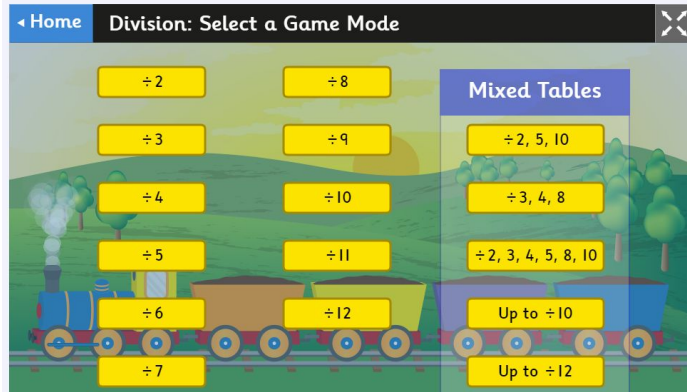 Home
Division: Select a Game Mode
÷2
÷3
÷4
÷5
÷6
÷7
÷8
÷9
÷10
÷11
÷12
Mixed Tables
÷2, 5, 10
÷3, 4, 8
÷2, 3, 4, 5, 8, 10
Up to ÷10
Up to ÷12